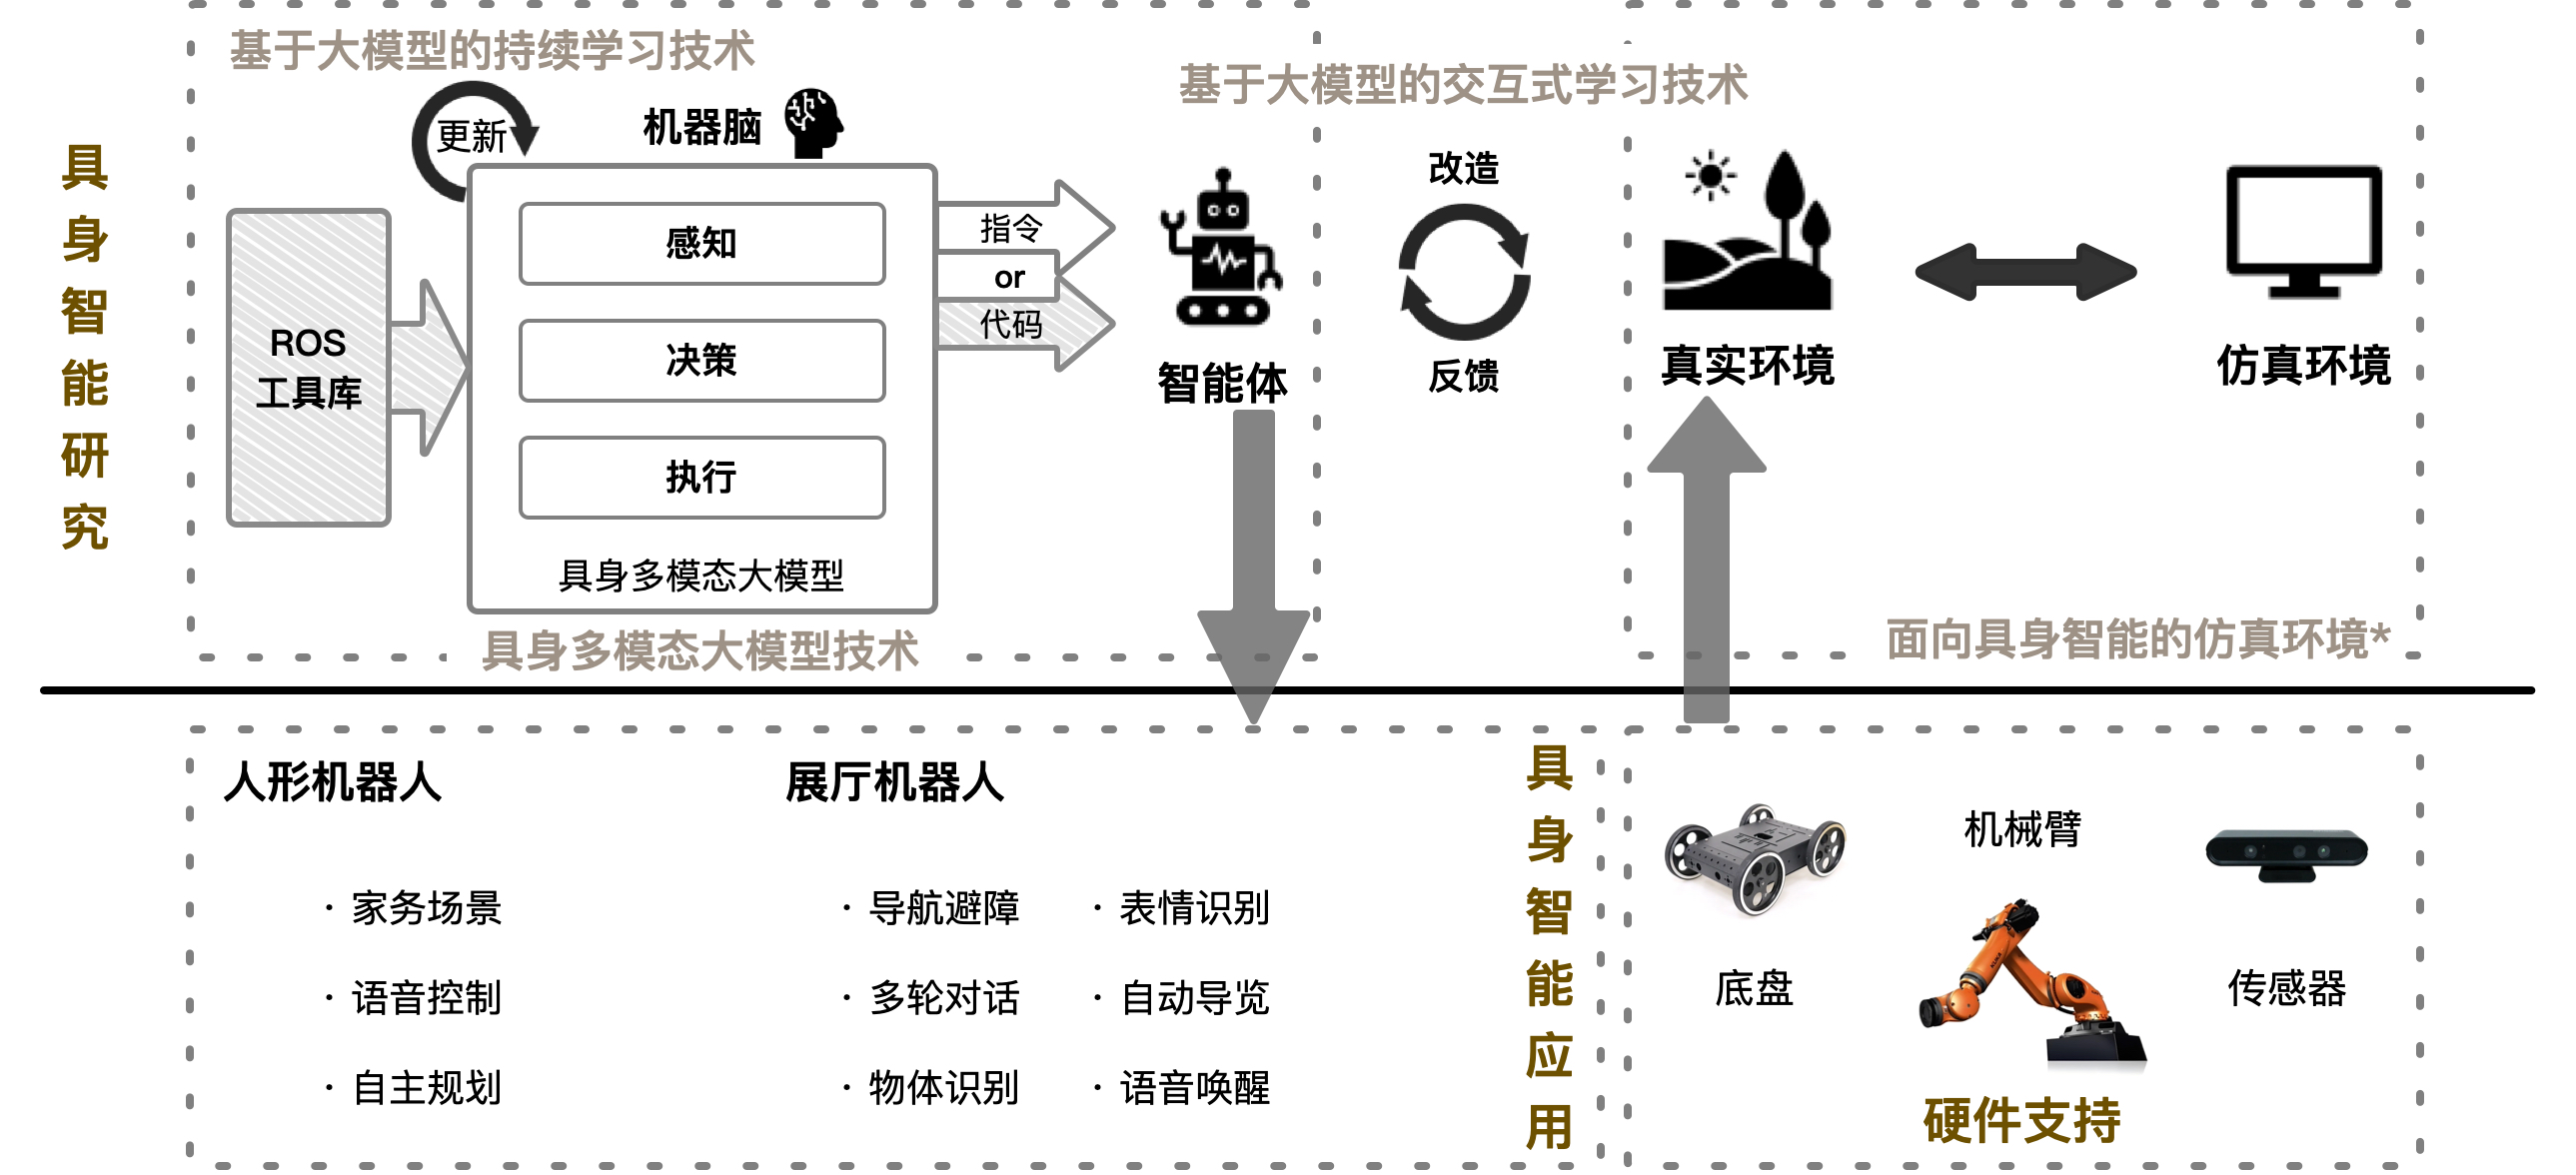 基于大模型的持续学习技术
基于大模型的交互式学习技术
具身智能研究
更新
机器脑
ROS
工具库
感知
决策
执行
具身多模态大模型
指令
or
代码
智能体
改造
反馈
真实环境
仿真环境
具身多模态大模型技术
面向具身智能的仿真环境*
人形机器人
· 家务场景
· 语音控制
· 自主规划
展厅机器人
· 导航避障
· 多轮对话
· 物体识别
· 表情识别
· 自动导览
· 语音唤醒
具身智能应用
底盘
机械臂
传感器
硬件支持